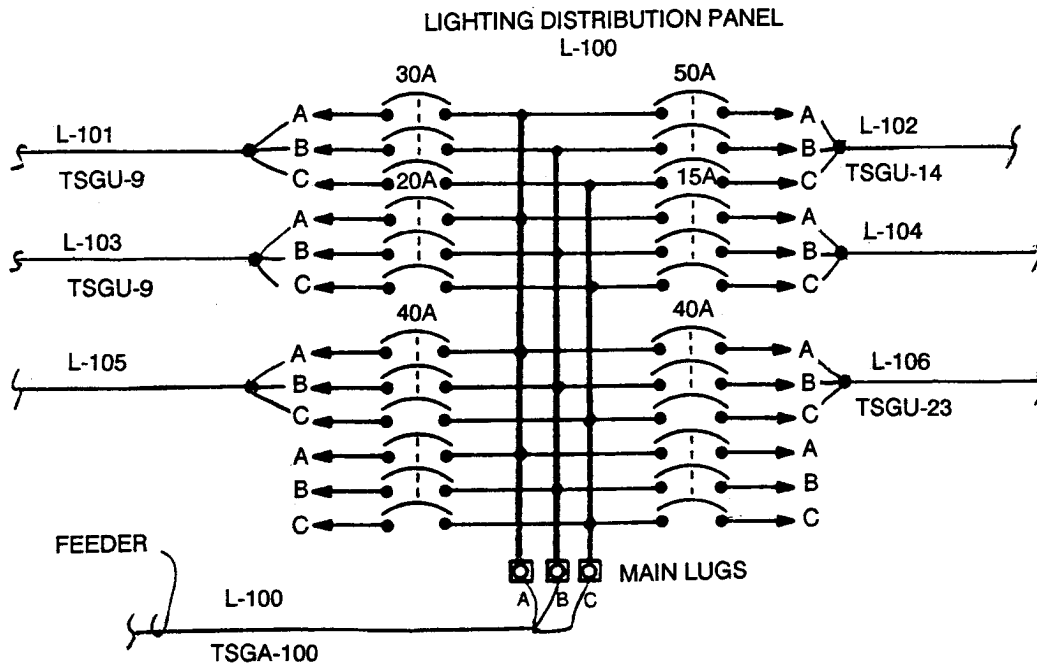 LIGHTING DISTRIBUTION PANEL
L-100
30A 50A
A A
L-101 B B L-102
TSGU-9 C C TSGU-14
20A 15A
A A
L-103 B B L-104
TSGU-9 C C
40A 40A
A A
L-105 B B L-106
C C TSGU-23
A A
B B
C C
FEEDER
MAIN LUGS
A B C
L-100
TSGA-100